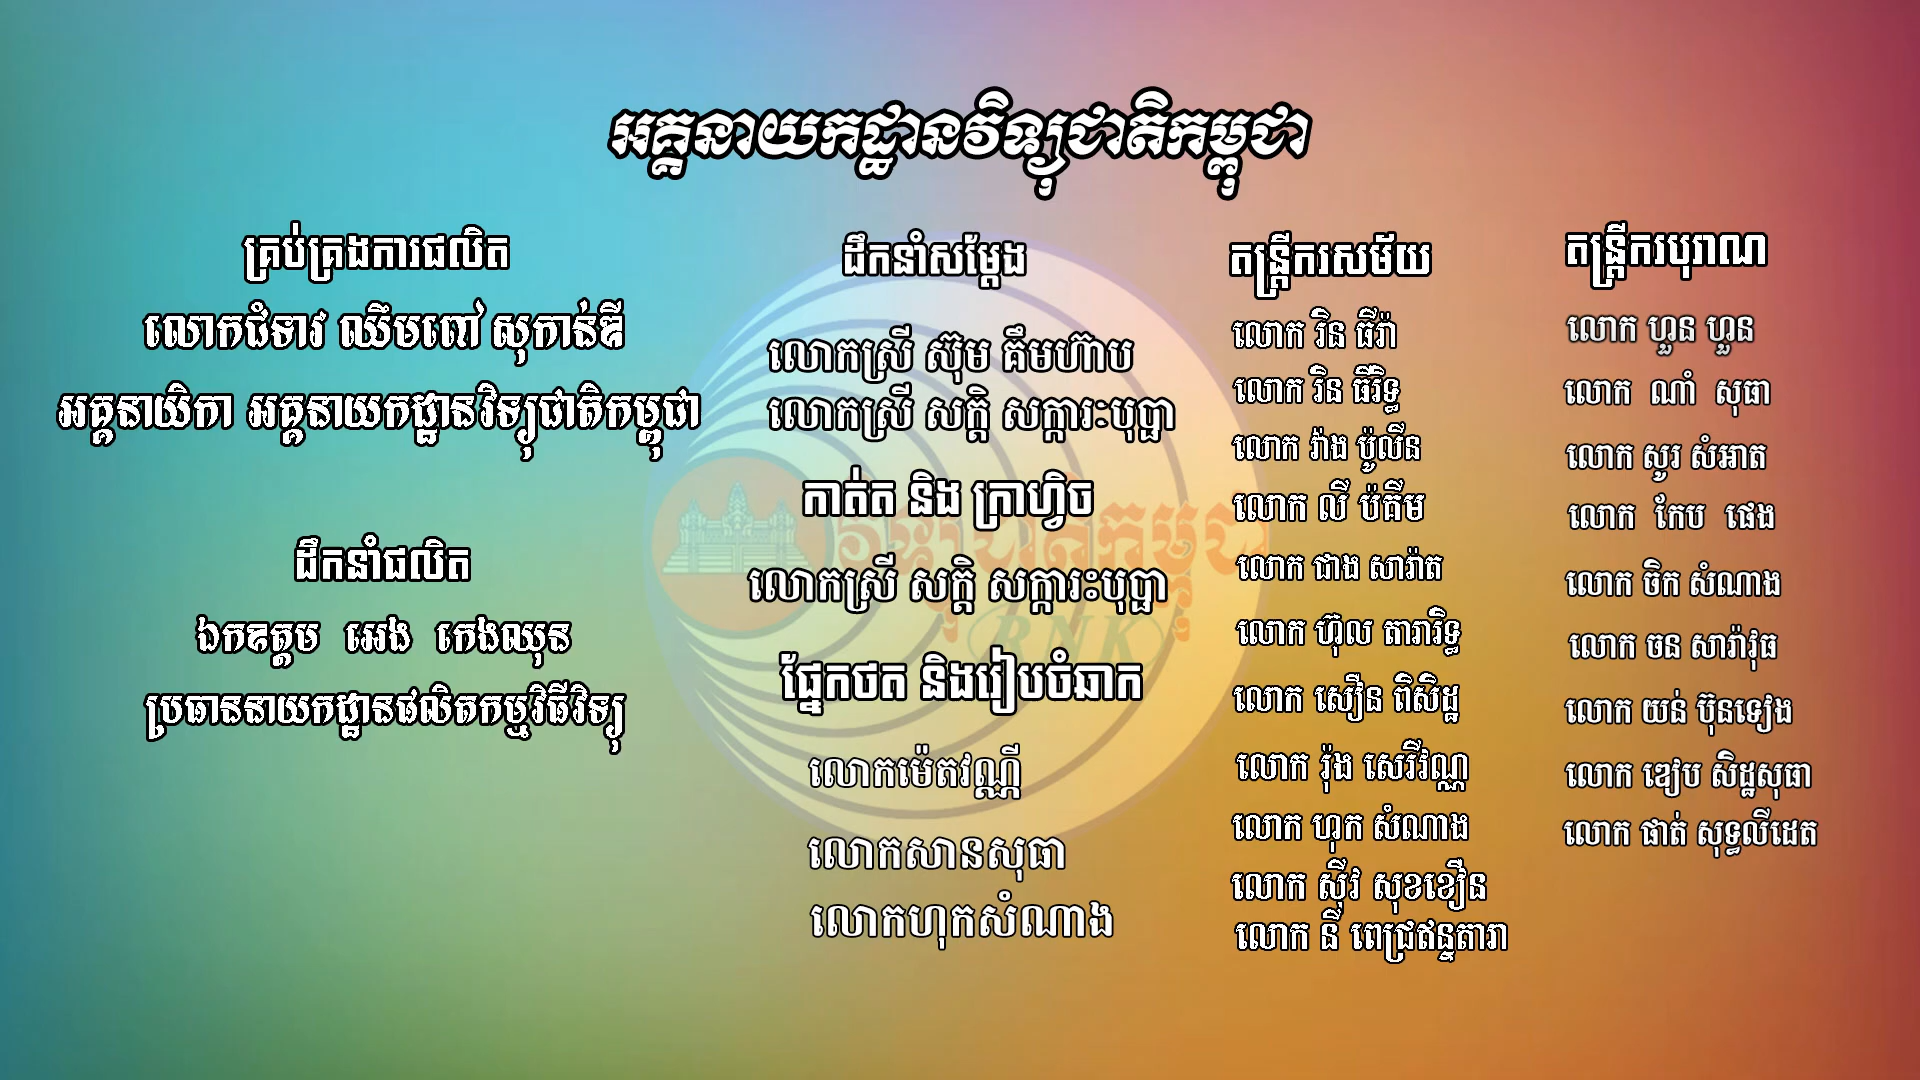 អគ្គនាយកដ្ឋានវិទ្យុជាតិកម្ពុជា
គ្រប់គ្រងការផលិត
លោកជំទាវ ឈឹមពៅ សុកាន់ឌី
អគ្គនាយិកា អគ្គនាយកដ្ឋានវិទ្យុជាតិកម្ពុជា
ដឹកនាំផលិត
ឯកឧត្តម អេង កេងឈុន
ប្រធាននាយកដ្ឋានផលិតកម្មវិធីវិទ្យុ
ដឹកនាំសម្តែង
លោកស្រី ស៊ុម គឹមហ៊ាប
លោកស្រី សក្តិ សក្ការៈបុប្ផា
កាត់ត និង ក្រាហ្វិច
លោកស្រី សក្តិ សក្ការះបុប្ផា
ផ្នែកថត និងរៀបចំឆាក
លោកម៉េតវណ្ណី
លោកសានសុធា
លោកហុកសំណាង
តន្ត្រីករសម័យ
លោក រិន ធីរ៉ា
លោក រិន ធីរិទ្ធ
លោក វ៉ាង ប៉ូលីន
លោក លី ប៉គីម
លោក ជាង សារ៉ាត
លោក ហ៊ុល តារារិទ្ធ
លោក សឿន ពិសិដ្ឋ
លោក រ៉ុង សេរីវណ្ណ
លោក ហុក សំណាង
លោក ស៊ីវ សុខខឿន
លោក នី ពេជ្រឥន្ទតារា
តន្ត្រីករបុរាណ
លោក ហួន ហួន
លោក ណាំ សុធា
លោក សូរ សំអាត
លោក កែប ផេង
លោក ចិក សំណាង
លោក ចន សារ៉ាវុធ
លោក យន់ ប៊ុនទៀង
លោក ឌៀប សិដ្ឋសុធា
លោក ផាត់ សុទ្ធលីដេត
វិទ្យុជាតិកម្ពុជា
RNK